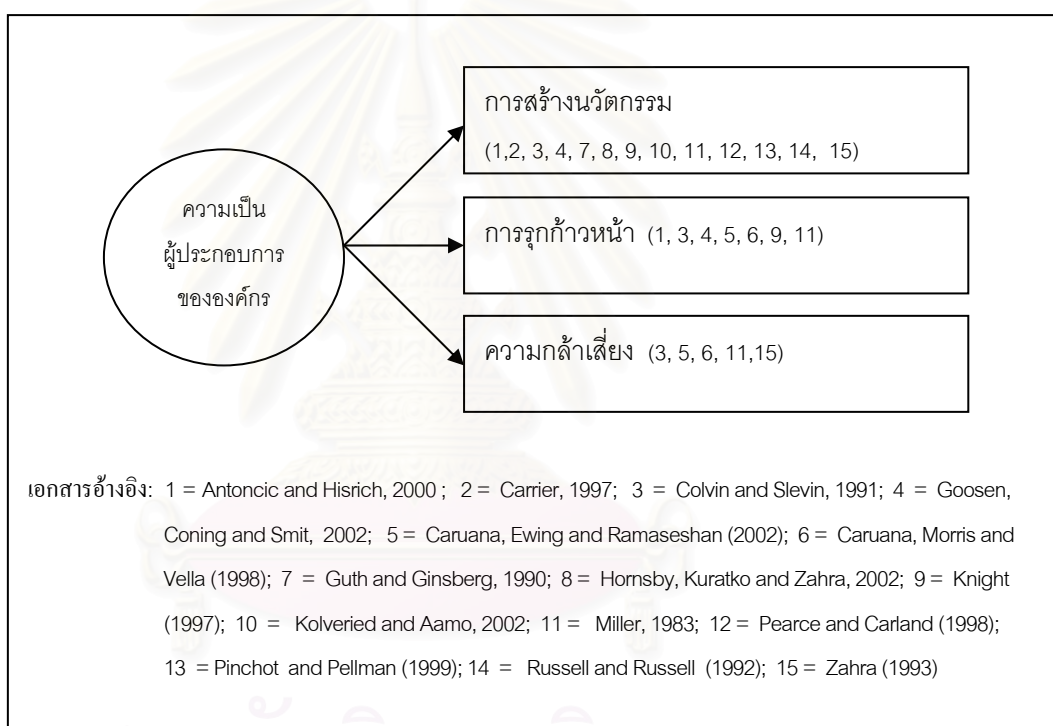 การสร้างนวัตกรรม
(1,2, 3, 4, 7, 8, 9, 10, 11, 12, 13, 14, 15)
ความเป็น
ผู้ประกอบการ
ขององค์กร
การรุกก้าวหน้า (1, 3, 4, 5, 6, 9, 11)
ความกล้าเสี่ยง (3, 5, 6, 11,15)
เอกสารอ้างอิง: 1 = Antoncic and Hisrich, 2000 ; 2 = Carrier, 1997; 3 = Colvin and Slevin, 1991; 4 = Goosen,
Coning and Smit, 2002; 5 = Caruana, Ewing and Ramaseshan (2002); 6 = Caruana, Morris and
Vella (1998); 7 = Guth and Ginsberg, 1990; 8 = Hornsby, Kuratko and Zahra, 2002; 9 = Knight
(1997); 10 = Kolveried and Aamo, 2002; 11 = Miller, 1983; 12 = Pearce and Carland (1998);
13 = Pinchot and Pellman (1999); 14 = Russell and Russell (1992); 15 = Zahra (1993)